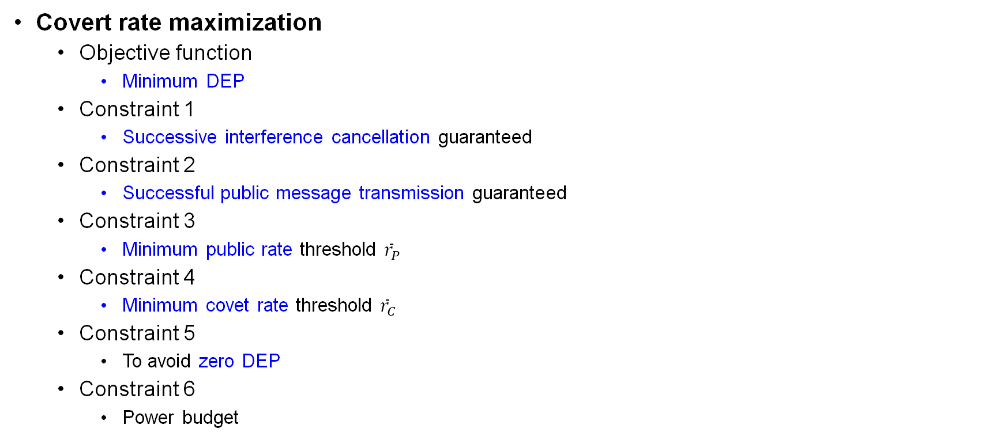 • Covert rate maximization
• Objective function
• Minimum DEP
• Constraint 1
• Successive interference cancellation guaranteed
• Constraint 2
• Successful public message transmission guaranteed
• Constraint 3
• Minimum public rate threshold $\bar{r_P}$
• Constraint 4
• Minimum covet rate threshold $\bar{r_C}$
• Constraint 5
• To avoid zero DEP
• Constraint 6
• Power budget